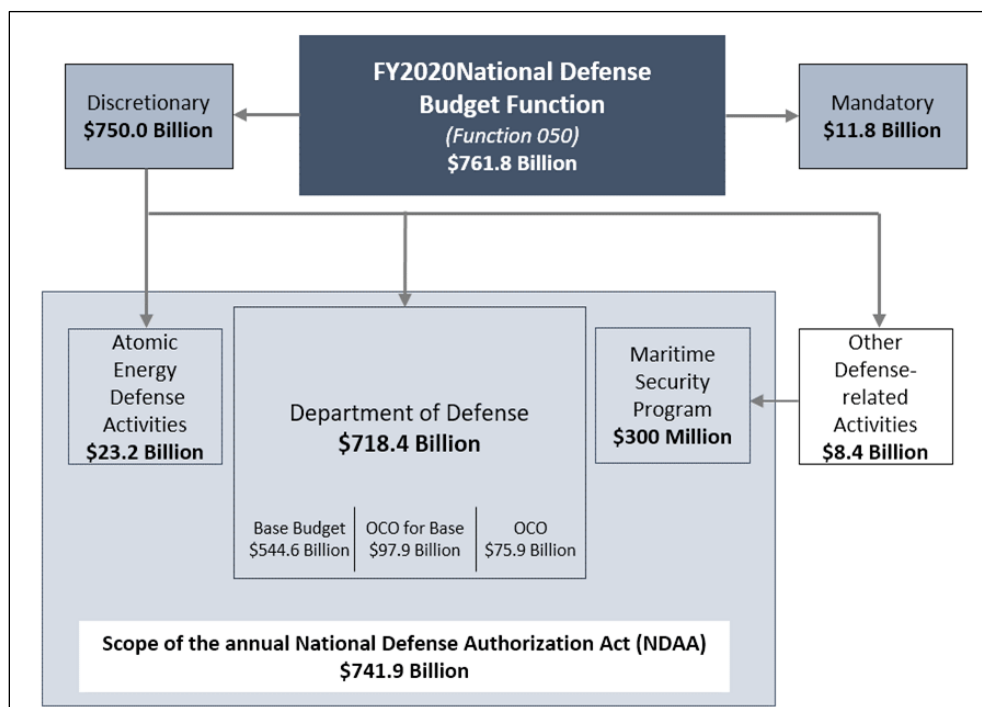 FY2020National Defense
Budget Function
(Function 050)
$761.8 Billion
Discretionary
$750.0 Billion
Mandatory
$11.8 Billion
Atomic
Energy
Defense
Activities
$23.2 Billion
Department of Defense
$718.4 Billion
Base Budget
$544.6 Billion
OCO for Base
$97.9 Billion
OCO
$75.9 Billion
Maritime
Security
Program
$300 Million
Other
Defense-
related
Activities
$8.4 Billion
Scope of the annual National Defense Authorization Act (NDAA)
$741.9 Billion